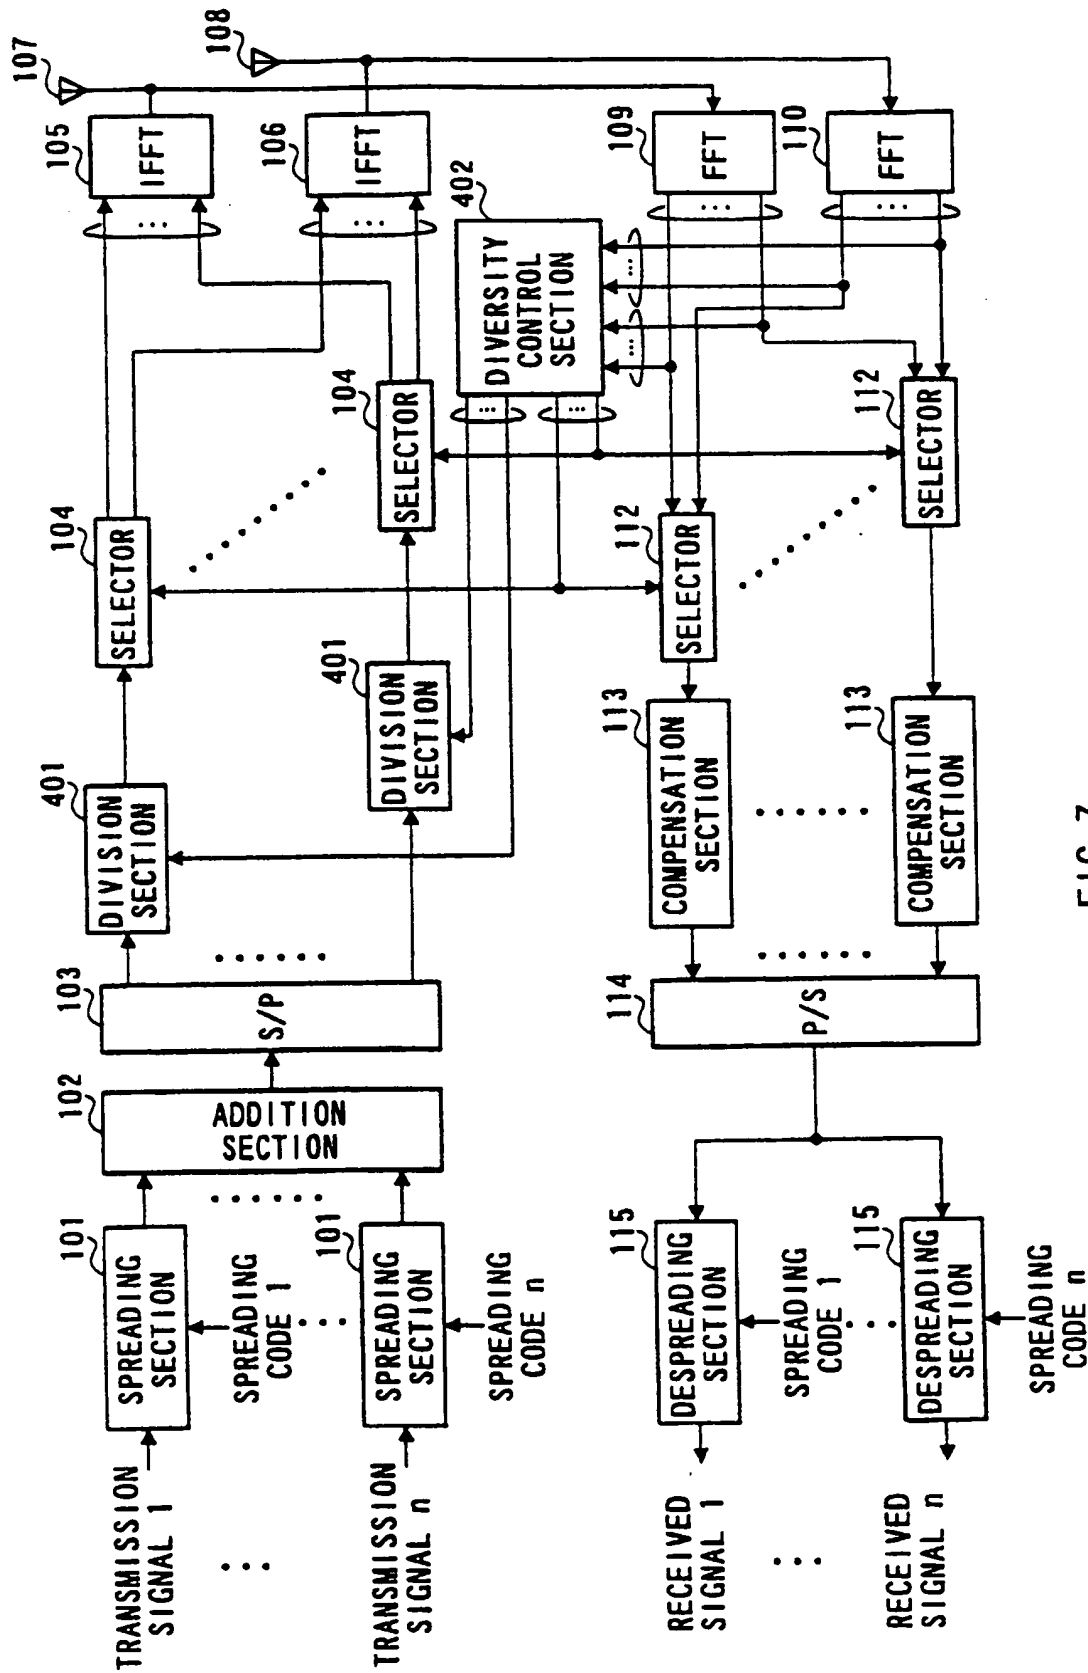 TRANSMISSION
SIGNAL 1
101
SPREADING
SECTION
SPREADING
CODE 1
TRANSMISSION
SIGNAL n
101
SPREADING
SECTION
SPREADING
CODE n
102
ADDITION
SECTION
103
S/P
401
DIVISION
SECTION
401
DIVISION
SECTION
104
SELECTOR
104
SELECTOR
105
IFFT
106
IFFT
107
108
402
DIVERSITY
CONTROL
SECTION
109
FFT
110
FFT
112
SELECTOR
112
SELECTOR
113
COMPENSATION
SECTION
113
COMPENSATION
SECTION
114
P/S
115
DESPREADING
SECTION
SPREADING
CODE 1
115
DESPREADING
SECTION
SPREADING
CODE n
RECEIVED
SIGNAL 1
RECEIVED
SIGNAL n
FIG. 7